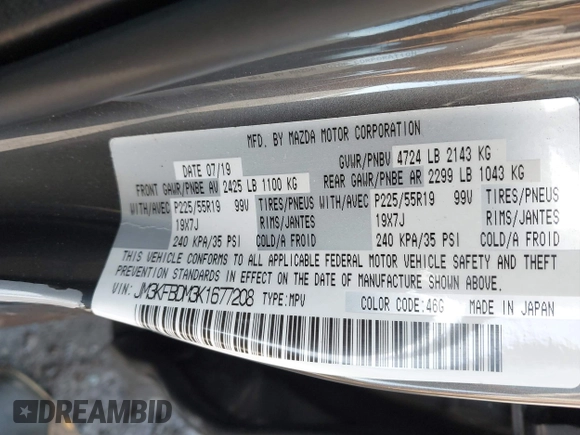 MFD. BY MAZDA MOTOR CORPORATION
DATE 07/19 GVWR/PNBV 4724 LB 2143 KG
FRONT GAWR/PNBE AV 2425 LB 1100 KG REAR GAWR/PNBE AR 2299 LB 1043 KG
WITH/AVEC P225/55R19 99V TIRES/PNEUS WITH/AVEC P225/55R19 99V TIRES/PNEUS
19X7J RIMS/JANTES 19X7J RIMS/JANTES
240 KPA/35 PSI COLD/A FROID 240 KPA/35 PSI COLD/A FROID
THIS VEHICLE CONFORMS TO ALL APPLICABLE FEDERAL MOTOR VEHICLE SAFETY AND THEFT
PREVENTION STANDARDS IN EFFECT ON THE DATE OF MANUFACTURE SHOWN ABOVE.
VIN: JM3KFBDM3K1677208 TYPE:MPV COLOR CODE:46G MADE IN JAPAN
DREAMBID